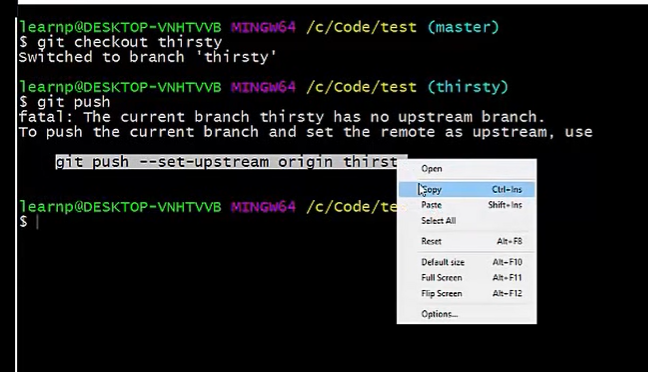 learnp@DESKTOP-VNHTVVB MINGW64 /c/Code/test (master)
$ git checkout thirsty
Switched to branch 'thirsty'
learnp@DESKTOP-VNHTVVB MINGW64 /c/Code/test (thirsty)
$ git push
fatal: The current branch thirsty has no upstream branch.
To push the current branch and set the remote as upstream, use
git push --set-upstream origin thirst
learnp@DESKTOP-VNHTVVB MINGW64 /c/Code/te
$
Open
Copy Ctrl+Ins
Paste Shift+Ins
Select All
Reset Alt+F8
Default size Alt+F10
Full Screen Alt+F11
Flip Screen Alt+F12
Options...